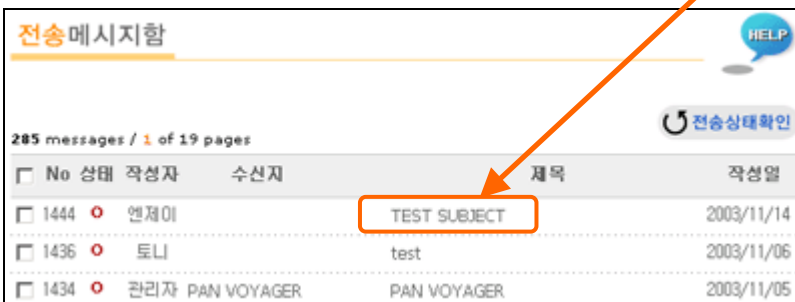 전송메시지함
HELP
전송상태확인
285 messages / 1 of 19 pages
No 상태 작성자 수신지 제목 작성일
1444 O 엔제이 TEST SUBJECT 2003/11/14
1436 O 토니 test 2003/11/06
1434 O 관리자 PAN VOYAGER PAN VOYAGER 2003/11/05